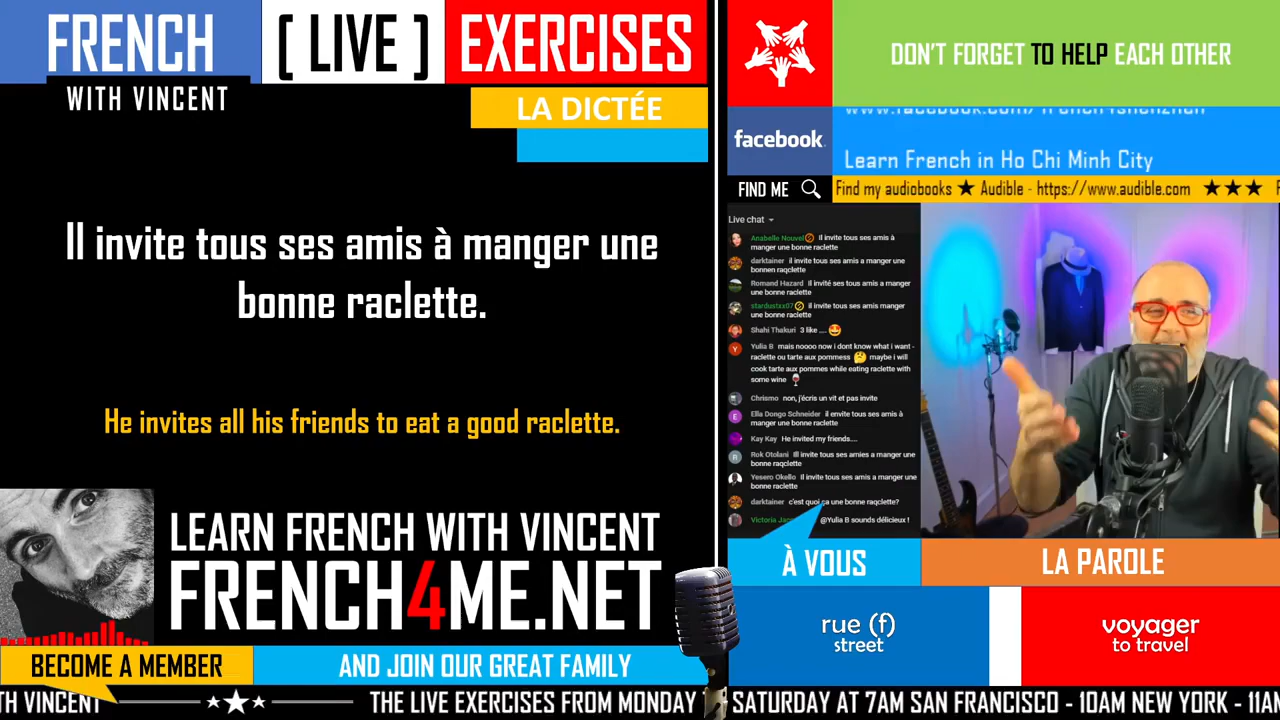 FRENCH
[ LIVE ]
EXERCISES
WITH VINCENT
LA DICTÉE
Il invite tous ses amis à manger une
bonne raclette.
He invites all his friends to eat a good raclette.
LEARN FRENCH WITH VINCENT
FRENCH4ME.NET
BECOME A MEMBER
AND JOIN OUR GREAT FAMILY
DON'T FORGET TO HELP EACH OTHER
facebook
Learn French in Ho Chi Minh City
FIND ME
Find my audiobooks ★ Audible - https://www.audible.com ★★★
Live chat
Anabelle Nouvel Il invite tous ses amis à
manger une bonne raclette
darktainer il invite tous ses amis a manger une
bonnen raqclette
Romand Hazard Il invité ses tous amis a manger
une bonne raclette
stardustxx07 il invite tous ses amis a manger
une bonne raclette
Shahi Thakuri 3 like ....
Yulia B mais noooo now i dont know what i want -
raclette ou tarte aux pommess maybe i will
cook tarte aux pommes while eating raclette with
some wine
Chrismo non, j'écris un vit et pas invite
Ella Dongo Schneider il envite tous ses amis à
manger une bonne raclette
Kay Kay He invited my friends....
Rok Otolani Ill invite tous ses amies a manger une
bonne raqclette
Yesero Okello Il invite tous ses amis a manger une
bonne raclette
darktainer c'est quoi ça une bonne raqclette?
Victoria @Yulia B sounds délicieux !
À VOUS
LA PAROLE
rue (f)
street
voyager
to travel
TH VINCENT
THE LIVE EXERCISES FROM MONDAY
SATURDAY AT 7AM SAN FRANCISCO - 10AM NEW YORK - 11AM